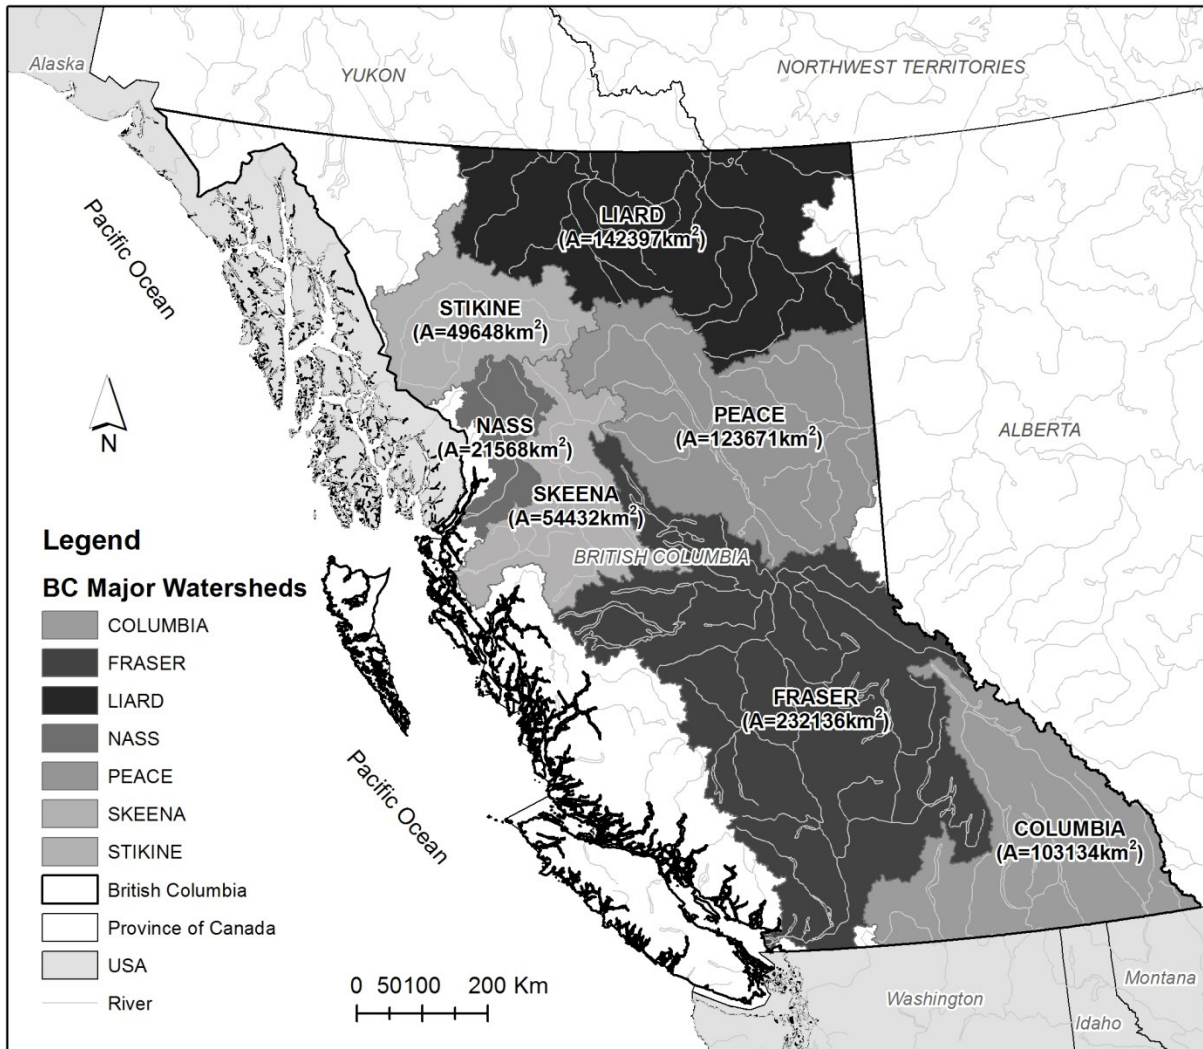 Alaska
YUKON
NORTHWEST TERRITORIES
Pacific Ocean
LIARD
(A=142397km²)
STIKINE
(A=49648km²)
NASS
(A=21568km²)
PEACE
(A=123671km²)
ALBERTA
N
SKEENA
(A=54432km²)
BRITISH COLUMBIA
FRASER
(A=232136km²)
Pacific Ocean
COLUMBIA
(A=103134km²)
Legend
BC Major Watersheds
COLUMBIA
FRASER
LIARD
NASS
PEACE
SKEENA
STIKINE
British Columbia
Province of Canada
USA
River
0 50 100 200 Km
Washington
Montana
Idaho